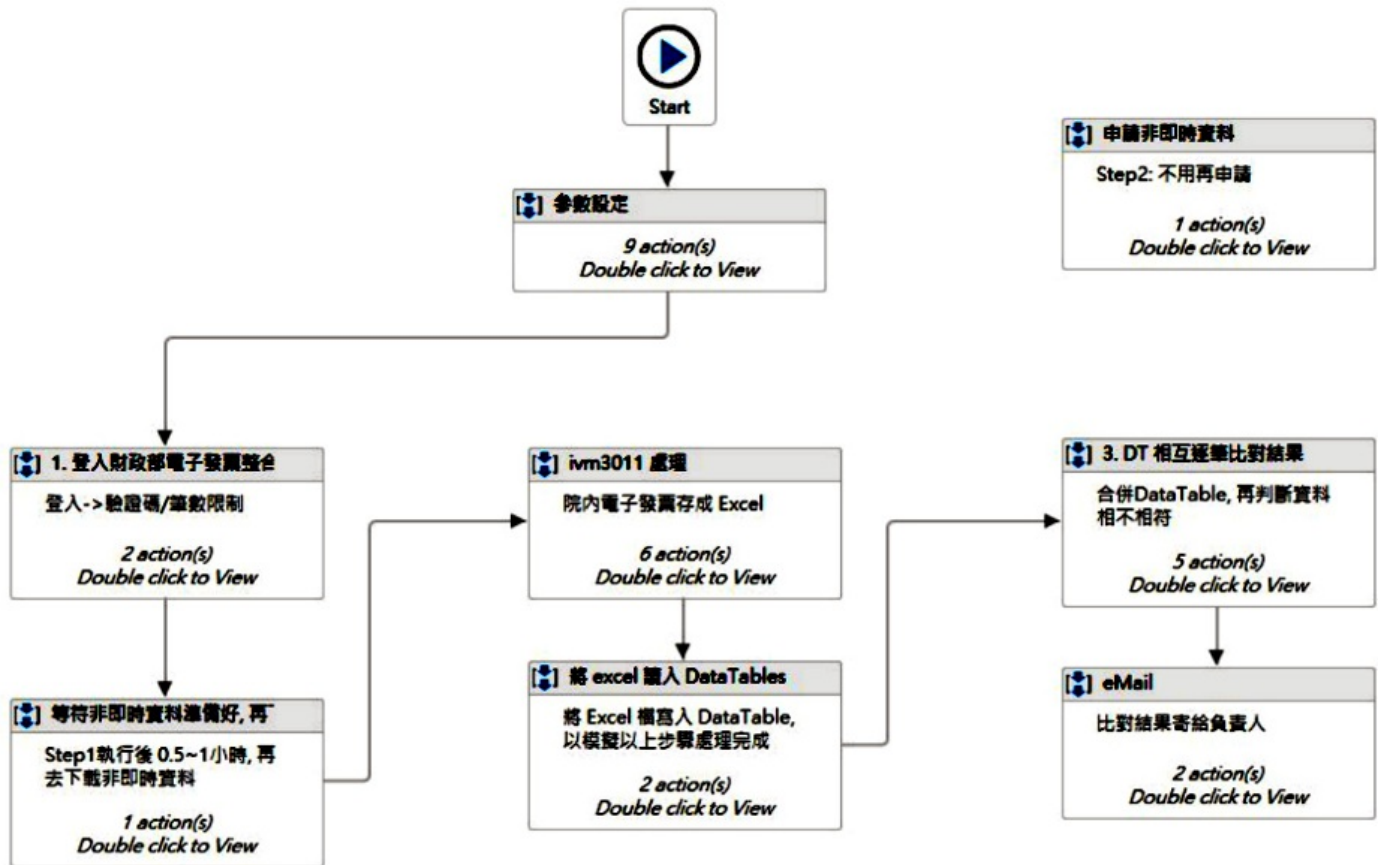 Start
參數設定
9 action(s)
Double click to View
申請非即時資料
Step2: 不用再申請
1 action(s)
Double click to View
1. 登入財政部電子發票整合
登入->驗證碼/筆數限制
2 action(s)
Double click to View
等符非即時資料準備好, 再
Step1執行後 0.5~1小時, 再
去下載非即時資料
1 action(s)
Double click to View
ivm3011 處理
院內電子發票存成 Excel
6 action(s)
Double click to View
將 excel 讀入 DataTables
將 Excel 檔寫入 DataTable,
以模擬以上步驟處理完成
2 action(s)
Double click to View
3. DT 相互逐筆比對結果
合併DataTable, 再判斷資料
相不相符
5 action(s)
Double click to View
eMail
比對結果寄給負責人
2 action(s)
Double click to View